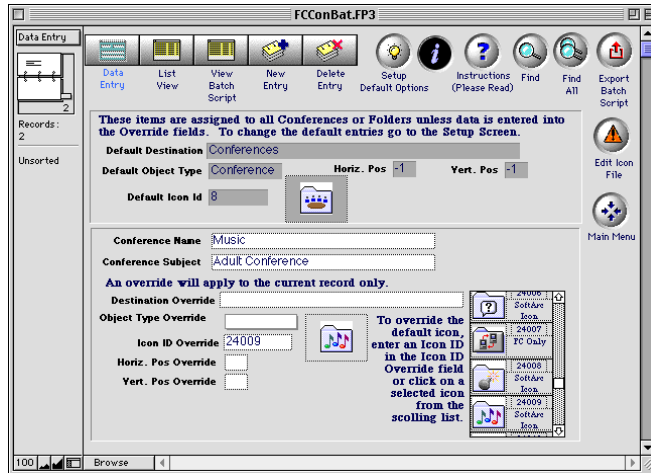 FCConBat.FP3
Data Entry
2
Records:
2
Unsorted
Data
Entry
List
View
View
Batch
Script
New
Entry
Delete
Entry
Setup
Default Options
Instructions
(Please Read)
Find
Find
All
Export
Batch
Script
Edit Icon
File
Main Menu
These items are assigned to all Conferences or Folders unless data is entered into
the Override fields. To change the default entries go to the Setup Screen.
Default Destination Conferences
Default Object Type Conference Horiz. Pos -1 Vert. Pos -1
Default Icon Id 8
Conference Name Music
Conference Subject Adult Conference
An override will apply to the current record only.
Destination Override
Object Type Override
Icon ID Override 24009
Horiz. Pos Override
Vert. Pos Override
To override the
default icon,
enter an Icon ID
in the Icon ID
Override field
or click on a
selected icon
from the
scolling list.
24006
SoftArc
Icon
24007
FC Only
24008
SoftArc
Icon
24009
SoftArc
Icon
100 Browse